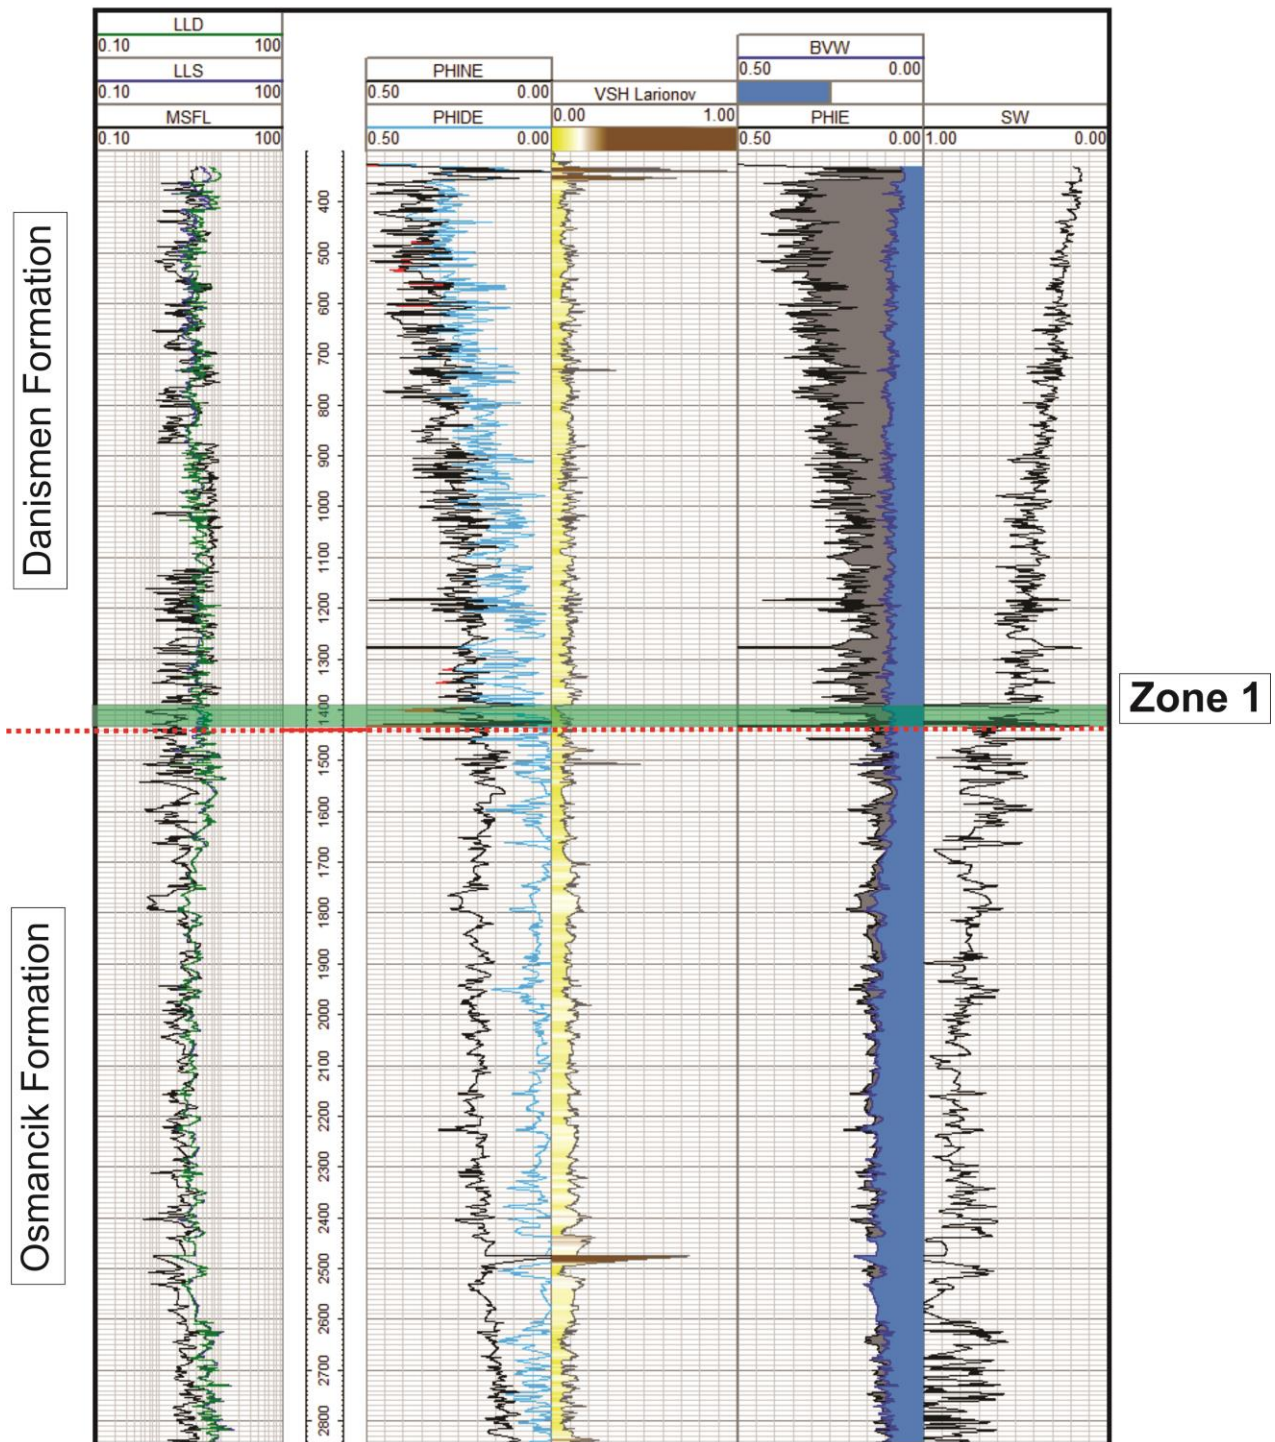 LLD
0.10 100
LLS
0.10 100
MSFL
0.10 100
PHINE
0.50 0.00
PHIDE
0.50 0.00
VSH Larionov
0.00 1.00
BVW
0.50 0.00
PHIE
0.50 0.00
SW
1.00 0.00
Danismen Formation
Osmancik Formation
400
500
600
700
800
900
1000
1100
1200
1300
1400
1500
1600
1700
1800
1900
2000
2100
2200
2300
2400
2500
2600
2700
2800
Zone 1